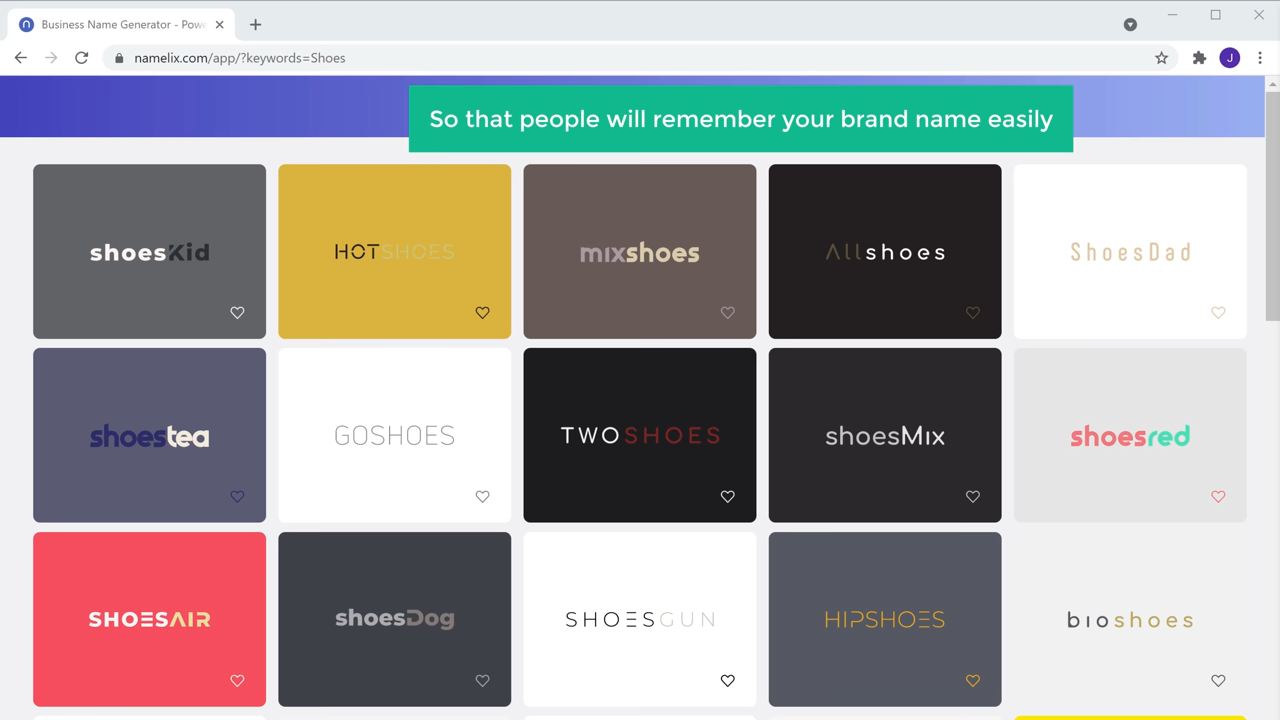 Business Name Generator - Pow
namelix.com/app/?keywords=Shoes
J
So that people will remember your brand name easily
shoesKid
HOTSHOES
mixshoes
Allshoes
ShoesDad
shoestea
GOSHOES
TWOSHOES
shoesMix
shoesred
SHOESAIR
shoesDog
SHOESGUN
HIPSHOES
bioshoes